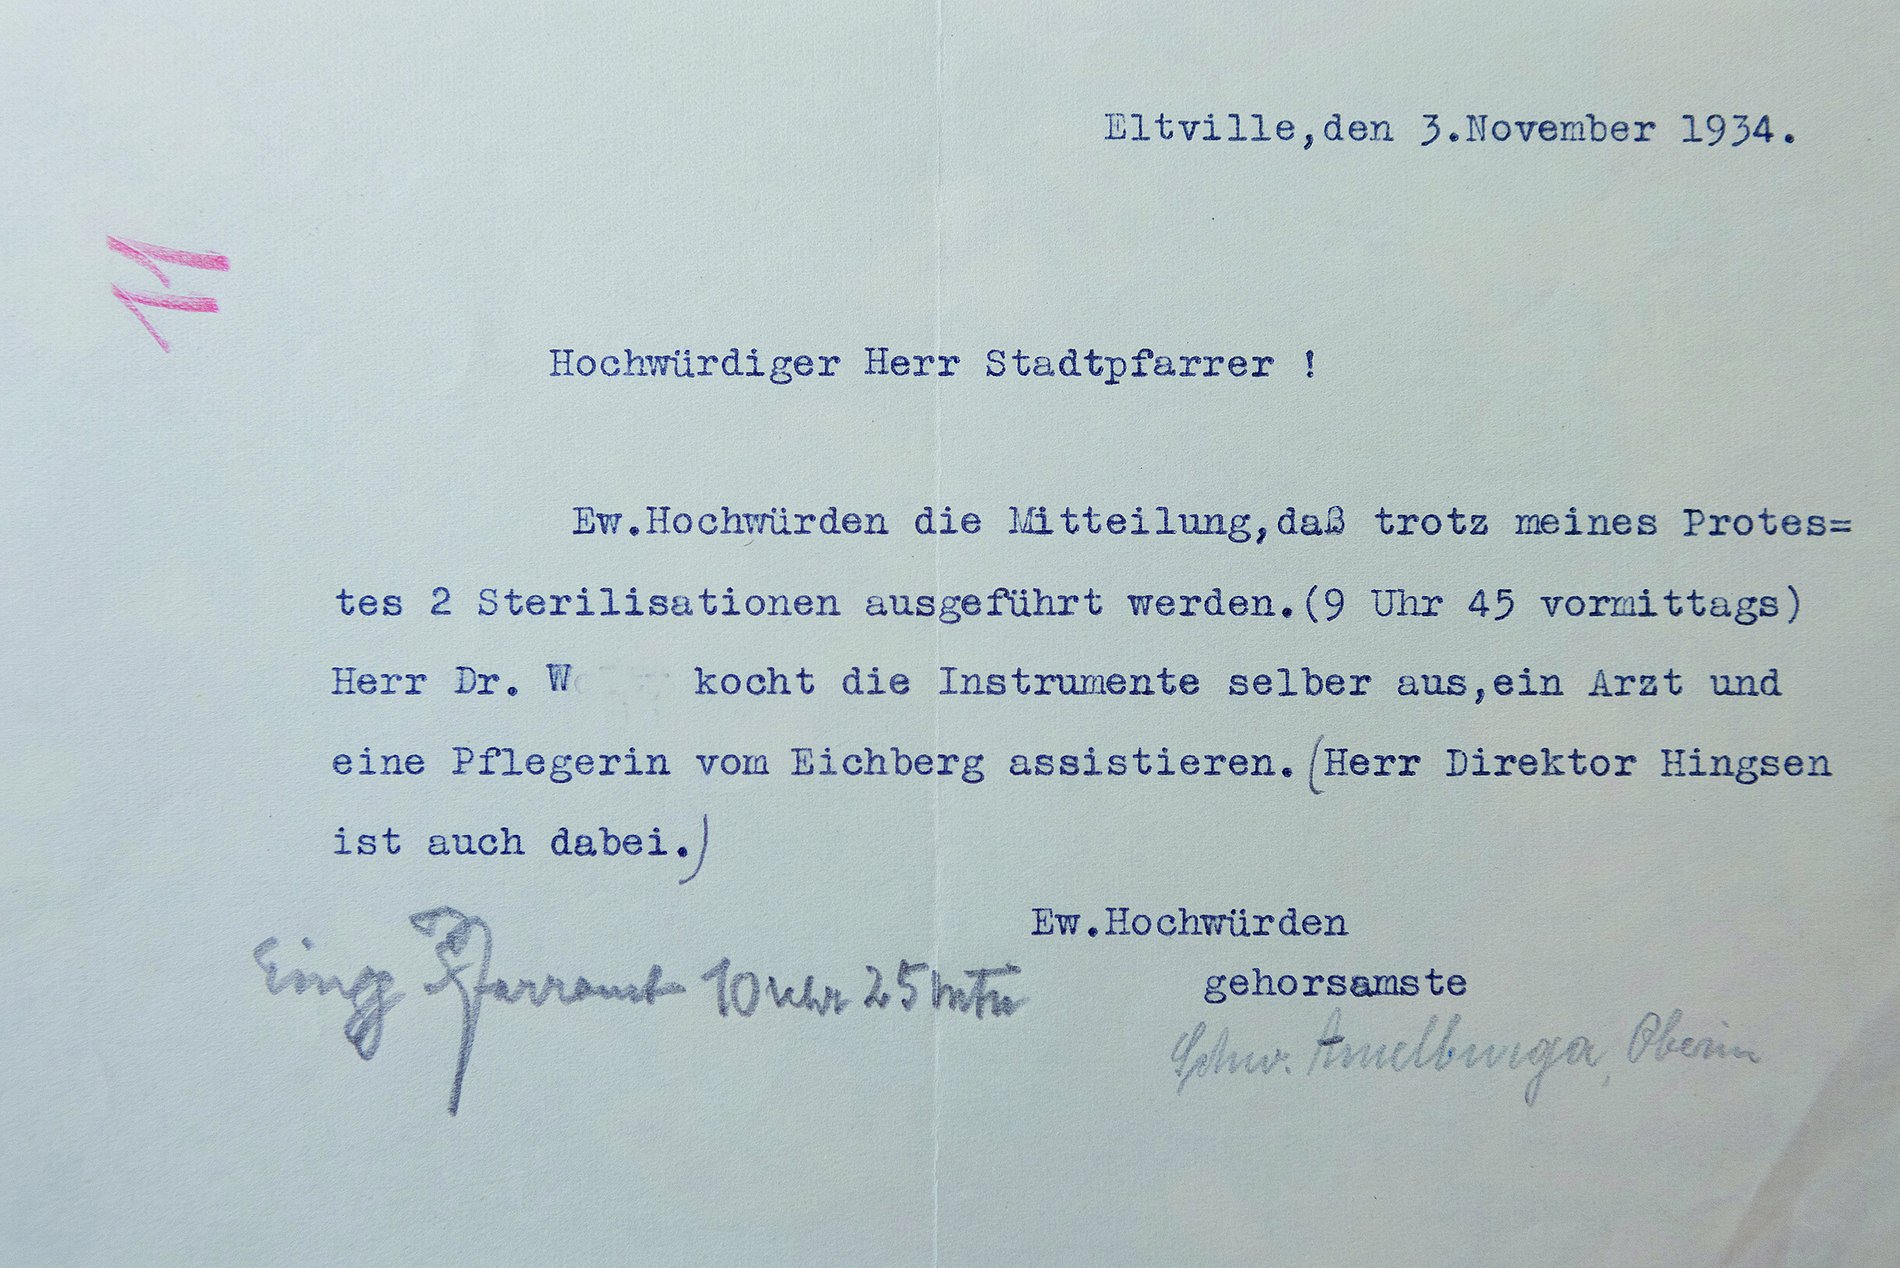 Eltville,den 3.November 1934.
11
Hochwürdiger Herr Stadtpfarrer !
Ew.Hochwürden die Mitteilung,daß trotz meines Protes=
tes 2 Sterilisationen ausgeführt werden.(9 Uhr 45 vormittags)
Herr Dr. W kocht die Instrumente selber aus,ein Arzt und
eine Pflegerin vom Eichberg assistieren.(Herr Direktor Hingsen
ist auch dabei.)
Ew.Hochwürden
gehorsamste
Eingg Pfarramt 10 Uhr 25
Schw. Amelburga, Oberin